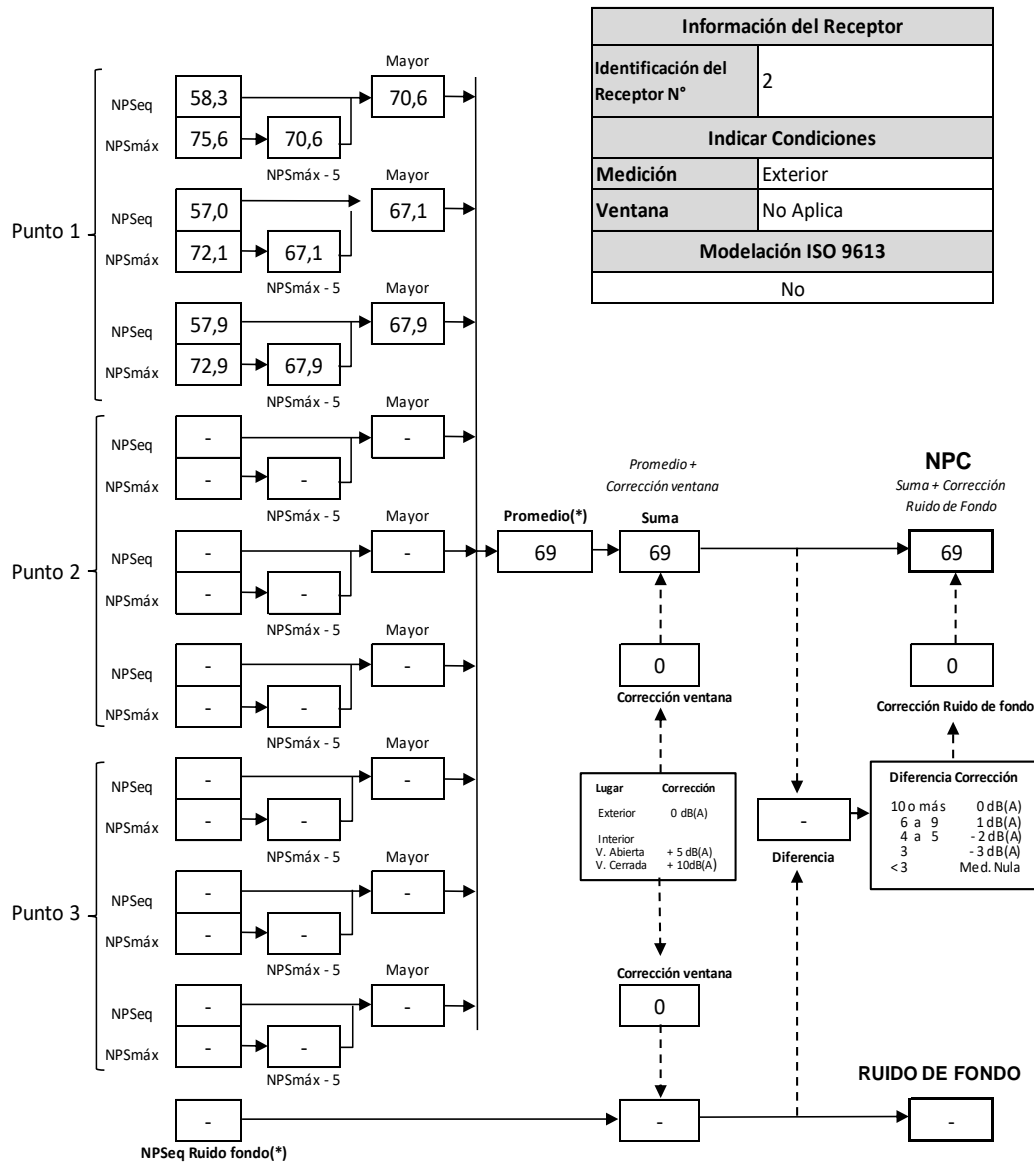 Información del Receptor
Identificación del Receptor N°
2
Indicar Condiciones
Medición Exterior
Ventana No Aplica
Modelación ISO 9613
No
Punto 1
Mayor
NPSeq 58,3 70,6
NPSmáx 75,6 70,6
NPSmáx - 5
Mayor
NPSeq 57,0 67,1
NPSmáx 72,1 67,1
NPSmáx - 5
Mayor
NPSeq 57,9 67,9
NPSmáx 72,9 67,9
NPSmáx - 5
Punto 2
Mayor
NPSeq - -
NPSmáx - -
NPSmáx - 5
Mayor
NPSeq - -
NPSmáx - -
NPSmáx - 5
Mayor
NPSeq - -
NPSmáx - -
NPSmáx - 5
Punto 3
Mayor
NPSeq - -
NPSmáx - -
NPSmáx - 5
Mayor
NPSeq - -
NPSmáx - -
NPSmáx - 5
Mayor
NPSeq - -
NPSmáx - -
NPSmáx - 5
Promedio(*)
69
Promedio +
Corrección ventana
Suma
69
0
Corrección ventana
Lugar Corrección
Exterior 0 dB(A)
Interior
V. Abierta + 5 dB(A)
V. Cerrada + 10dB(A)
Corrección ventana
0
NPC
Suma + Corrección
Ruido de Fondo
69
0
Corrección Ruido de fondo
-
Diferencia
Diferencia Corrección
10 o más 0 dB(A)
6 a 9 1 dB(A)
4 a 5 - 2 dB(A)
3 - 3 dB(A)
< 3 Med. Nula
RUIDO DE FONDO
- - -
NPSeq Ruido fondo(*)